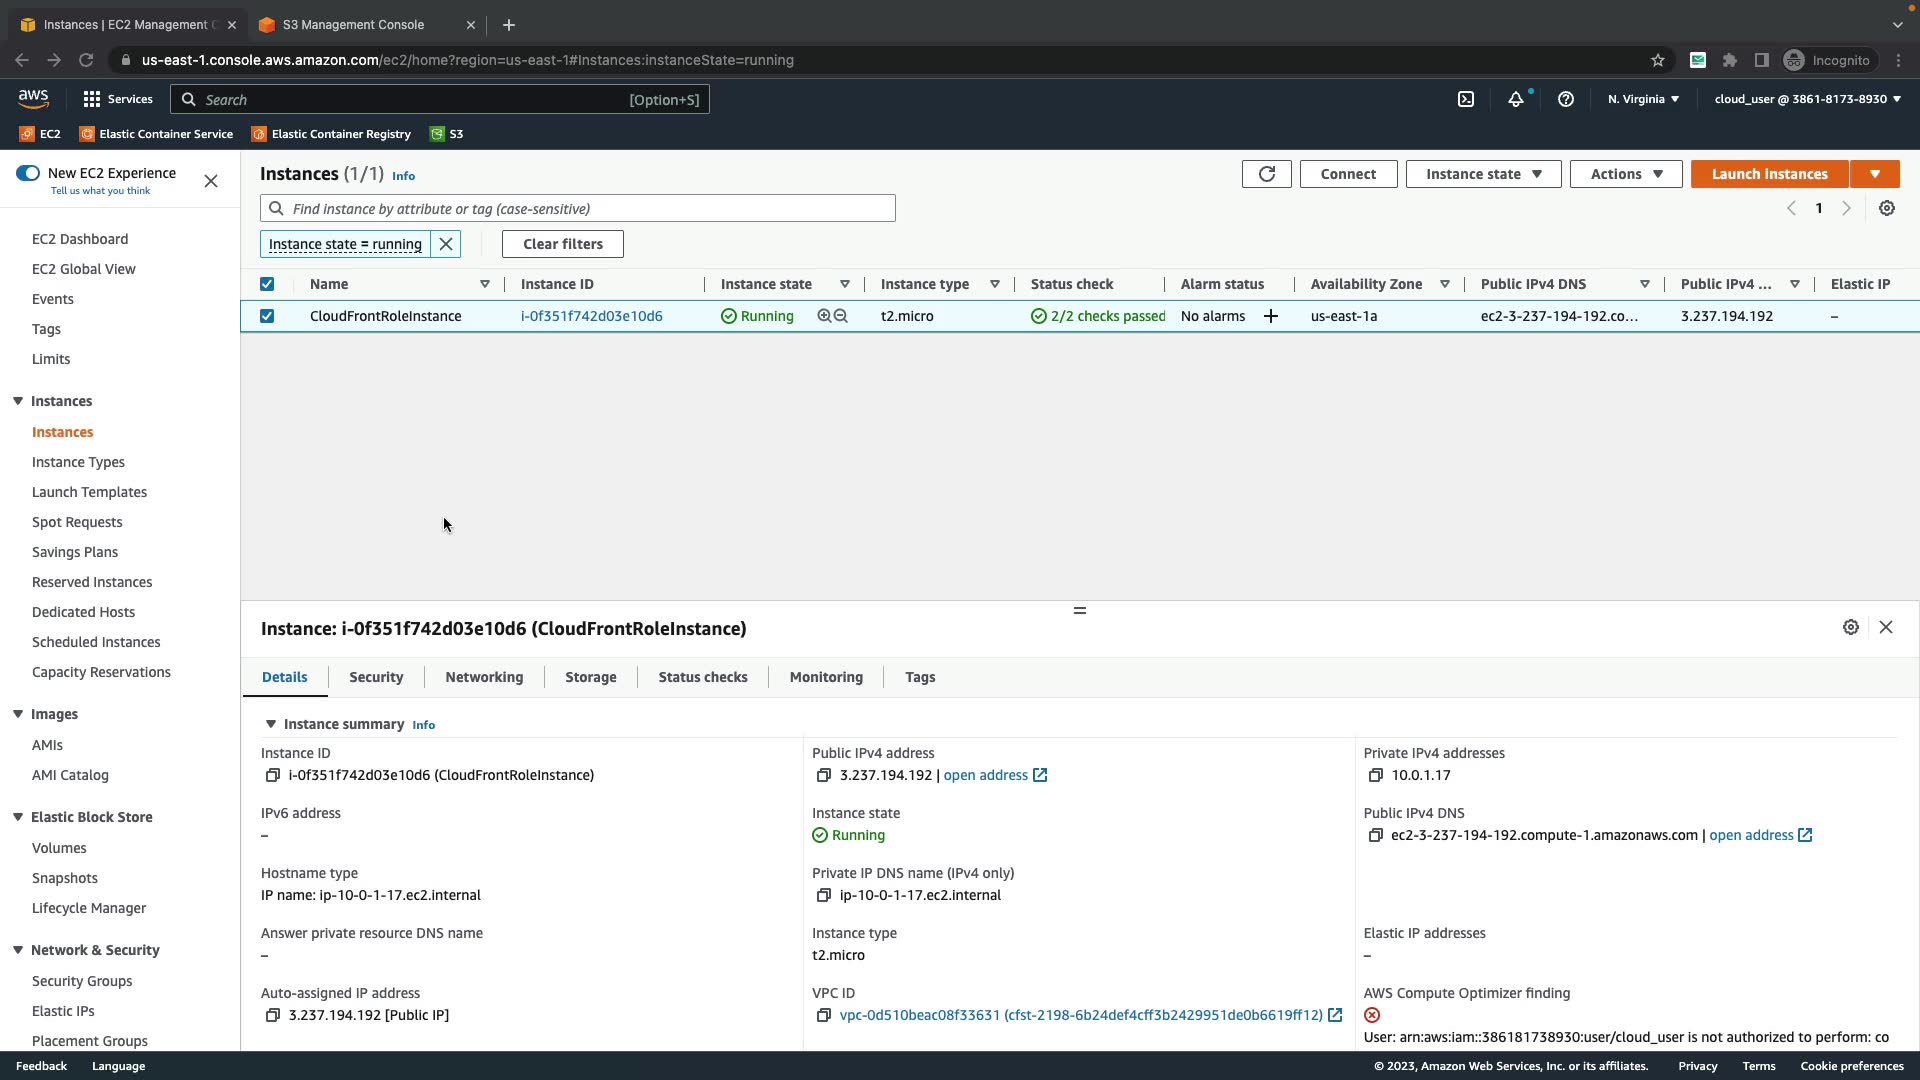 Instances | EC2 Management C
S3 Management Console
us-east-1.console.aws.amazon.com/ec2/home?region=us-east-1#Instances:instanceState=running
Incognito
aws
Services
Search
[Option+S]
N. Virginia
cloud_user @ 3861-8173-8930
EC2
Elastic Container Service
Elastic Container Registry
S3
New EC2 Experience
Tell us what you think
EC2 Dashboard
EC2 Global View
Events
Tags
Limits
Instances
Instances
Instance Types
Launch Templates
Spot Requests
Savings Plans
Reserved Instances
Dedicated Hosts
Scheduled Instances
Capacity Reservations
Images
AMIs
AMI Catalog
Elastic Block Store
Volumes
Snapshots
Lifecycle Manager
Network & Security
Security Groups
Elastic IPs
Placement Groups
Instances (1/1) Info
Connect
Instance state
Actions
Launch instances
Find instance by attribute or tag (case-sensitive)
1
Instance state = running
Clear filters
Name Instance ID Instance state Instance type Status check Alarm status Availability Zone Public IPv4 DNS Public IPv4 ... Elastic IP
CloudFrontRoleInstance i-0f351f742d03e10d6 Running t2.micro 2/2 checks passed No alarms + us-east-1a ec2-3-237-194-192.co... 3.237.194.192 –
Instance: i-0f351f742d03e10d6 (CloudFrontRoleInstance)
Details
Security
Networking
Storage
Status checks
Monitoring
Tags
Instance summary Info
Instance ID
i-0f351f742d03e10d6 (CloudFrontRoleInstance)
Public IPv4 address
3.237.194.192 | open address
Private IPv4 addresses
10.0.1.17
IPv6 address
–
Instance state
Running
Public IPv4 DNS
ec2-3-237-194-192.compute-1.amazonaws.com | open address
Hostname type
IP name: ip-10-0-1-17.ec2.internal
Private IP DNS name (IPv4 only)
ip-10-0-1-17.ec2.internal
Answer private resource DNS name
–
Instance type
t2.micro
Elastic IP addresses
–
Auto-assigned IP address
3.237.194.192 [Public IP]
VPC ID
vpc-0d510beac08f33631 (cfst-2198-6b24def4cff3b2429951de0b6619ff12)
AWS Compute Optimizer finding
User: arn:aws:iam::386181738930:user/cloud_user is not authorized to perform: co
Feedback
Language
© 2023, Amazon Web Services, Inc. or its affiliates.
Privacy
Terms
Cookie preferences